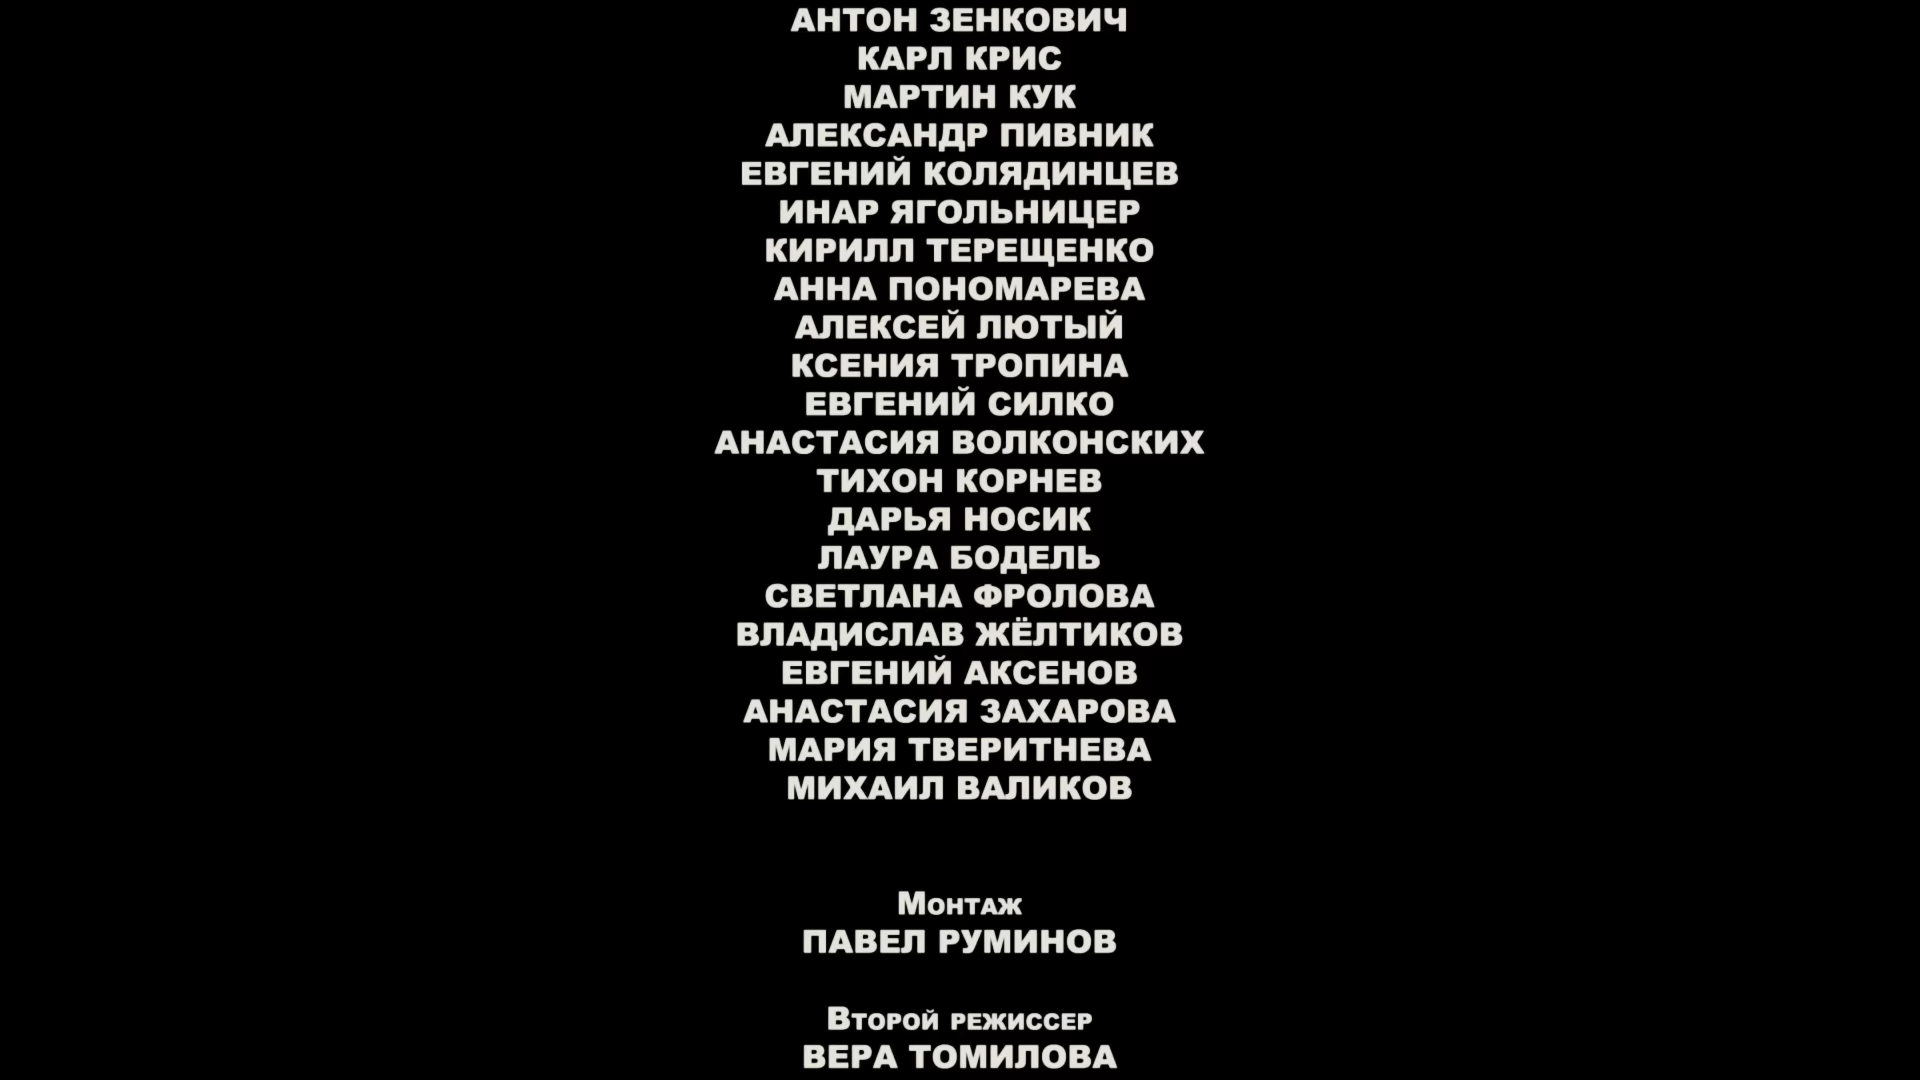 АНТОН ЗЕНКОВИЧ
КАРЛ КРИС
МАРТИН КУК
АЛЕКСАНДР ПИВНИК
ЕВГЕНИЙ КОЛЯДИНЦЕВ
ИНАР ЯГОЛЬНИЦЕР
КИРИЛЛ ТЕРЕЩЕНКО
АННА ПОНОМАРЕВА
АЛЕКСЕЙ ЛЮТЫЙ
КСЕНИЯ ТРОПИНА
ЕВГЕНИЙ СИЛКО
АНАСТАСИЯ ВОЛКОНСКИХ
ТИХОН КОРНЕВ
ДАРЬЯ НОСИК
ЛАУРА БОДЕЛЬ
СВЕТЛАНА ФРОЛОВА
ВЛАДИСЛАВ ЖЁЛТИКОВ
ЕВГЕНИЙ АКСЕНОВ
АНАСТАСИЯ ЗАХАРОВА
МАРИЯ ТВЕРИТНЕВА
МИХАИЛ ВАЛИКОВ
Монтаж
ПАВЕЛ РУМИНОВ
Второй режиссер
ВЕРА ТОМИЛОВА